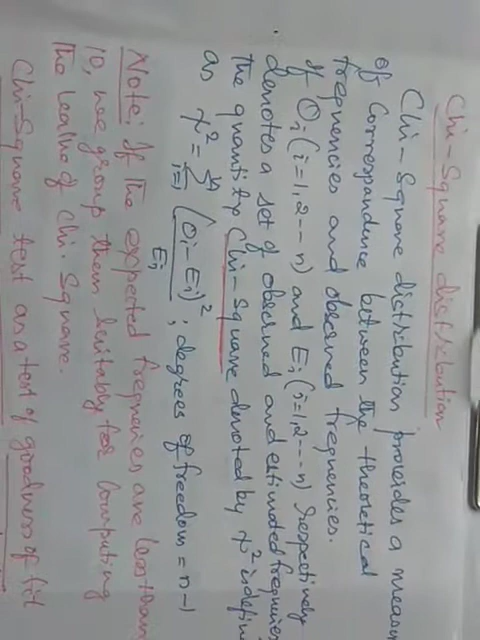 Chi-Square distribution
Chi-Square distribution provides a measu
of correspondence between the theoretical
frequencies and observed frequencies.
If Oi (i=1,2---n) and Ei (i=1,2---n) respectively
denotes a set of observed and estimated frequencie
the quantity Chi-Square denoted by χ² is define
as χ² = Σ i=1 n (Oi-Ei)²/Ei ; degrees of freedom = n-1
Note: if the expected frequencies are less than
10, we group them suitably for computing
the value of Chi-Square.
Chi-Square test as a test of goodness of fit